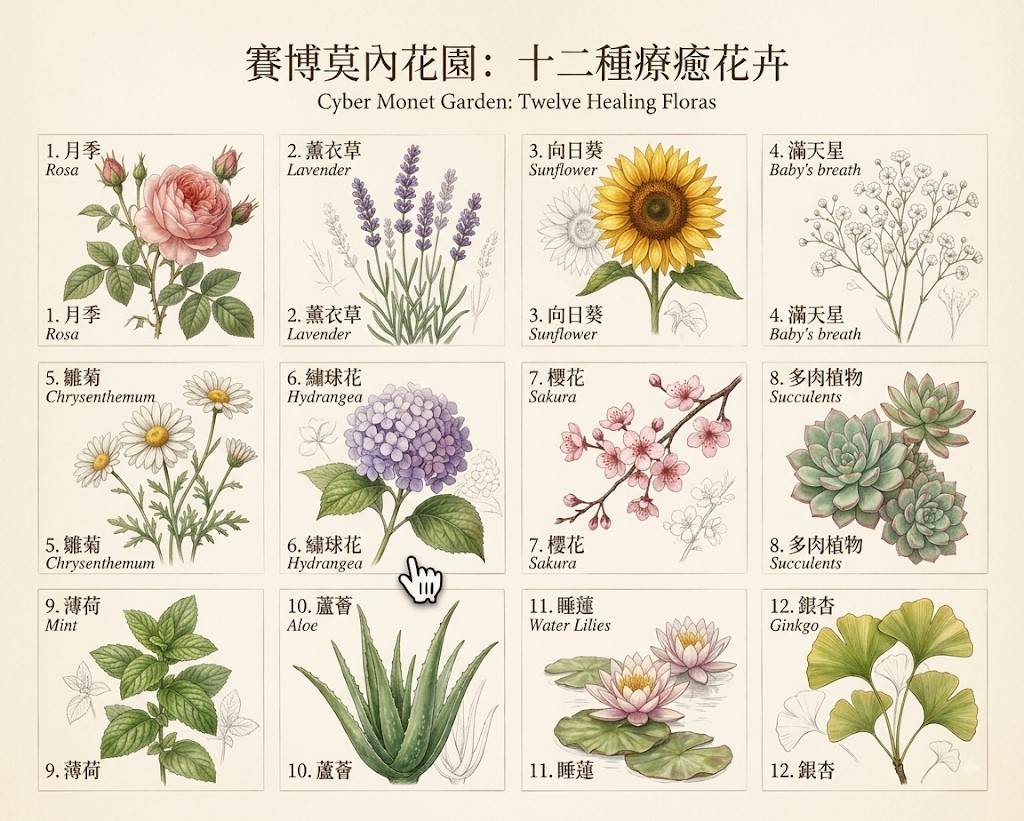 賽博莫內花園：十二種療癒花卉
Cyber Monet Garden: Twelve Healing Floras
1. 月季
Rosa
1. 月季
Rosa
2. 薰衣草
Lavender
2. 薰衣草
Lavender
3. 向日葵
Sunflower
3. 向日葵
Sunflower
4. 滿天星
Baby's breath
4. 滿天星
Baby's breath
5. 雛菊
Chrysenthemum
5. 雛菊
Chrysenthemum
6. 繡球花
Hydrangea
6. 繡球花
Hydrangea
7. 櫻花
Sakura
7. 櫻花
Sakura
8. 多肉植物
Succulents
8. 多肉植物
Succulents
9. 薄荷
Mint
9. 薄荷
10. 蘆薈
Aloe
10. 蘆薈
11. 睡蓮
Water Lilies
11. 睡蓮
12. 銀杏
Ginkgo
12. 銀杏